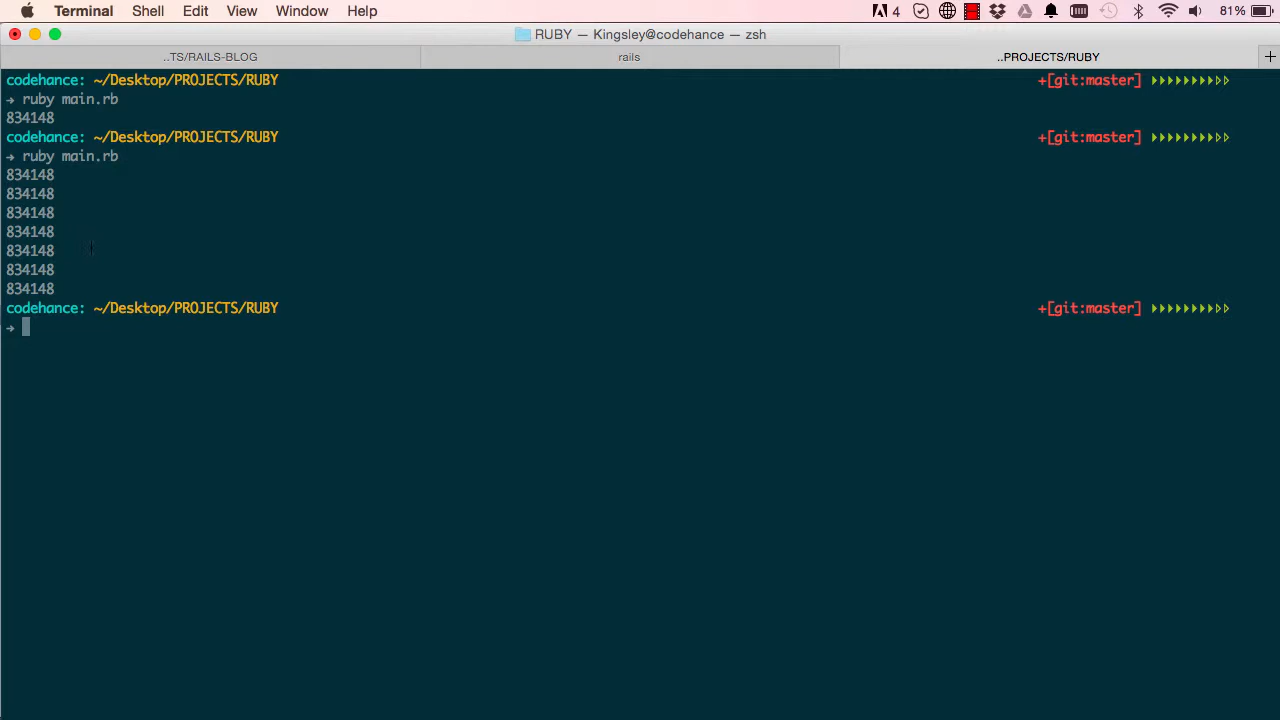 Terminal Shell Edit View Window Help 4 81%
RUBY — Kingsley@codehance — zsh
..TS/RAILS-BLOG rails ..PROJECTS/RUBY +
codehance: ~/Desktop/PROJECTS/RUBY +[git:master]
→ ruby main.rb
834148
codehance: ~/Desktop/PROJECTS/RUBY +[git:master]
→ ruby main.rb
834148
834148
834148
834148
834148
834148
834148
codehance: ~/Desktop/PROJECTS/RUBY +[git:master]
→